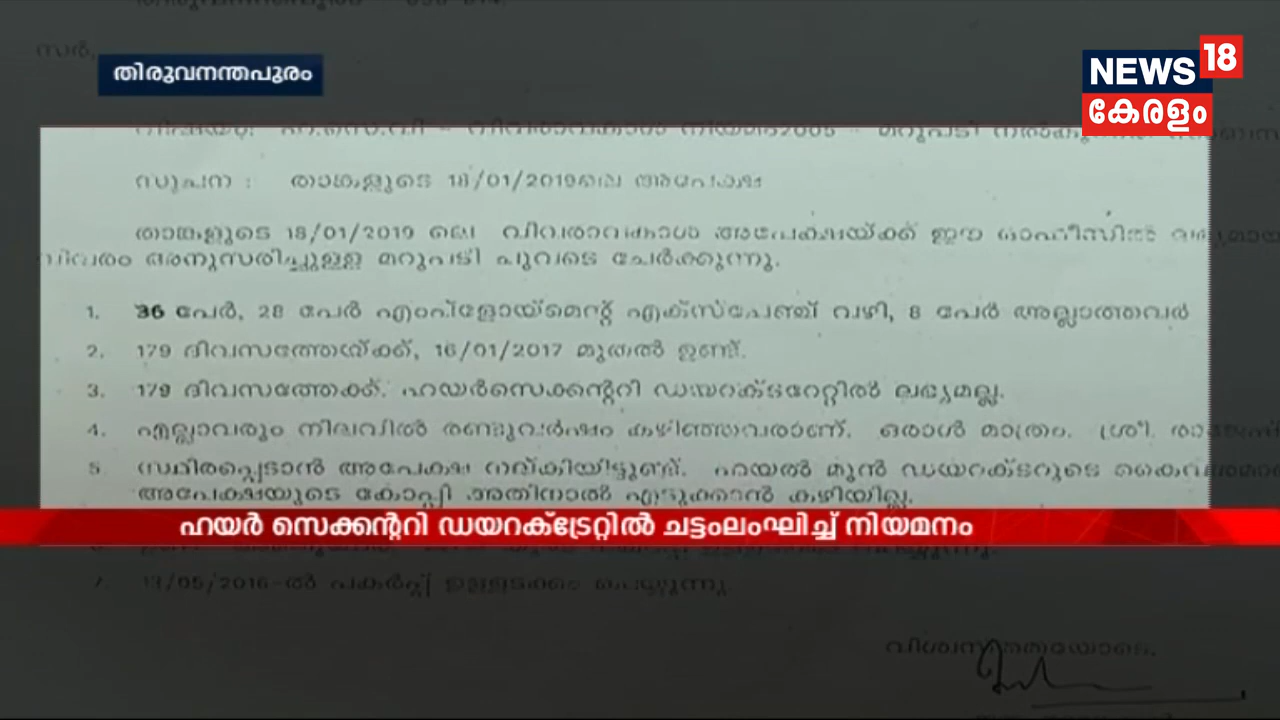 സർ,
തിരുവനന്തപുരം
NEWS 18
കേരളം
സൂചന : താങ്കളുടെ 18/01/2019ലെ അപേക്ഷ
താങ്കളുടെ 18/01/2019 ലെ വിവരാവകാശ അപേക്ഷയ്ക്ക് ഈ ഓഫീസിൽ
വിവരം അനുസരിച്ചുള്ള മറുപടി ചുവടെ ചേർക്കുന്നു.
1. 36 പേർ, 28 പേർ എംപ്ളോയ്മെന്റ് എക്സ്ചേഞ്ച് വഴി, 8 പേർ അല്ലാത്തവർ
2. 179 ദിവസത്തേയ്ക്ക്, 16/01/2017 മുതൽ ഉണ്ട്.
3. 179 ദിവസത്തേക്ക്. ഹയർസെക്കന്ററി ഡയറക്ടറേറ്റിൽ ലഭ്യമല്ല.
4. എല്ലാവരും നിലവിൽ രണ്ടുവർഷം കഴിഞ്ഞവരാണ്. ഒരാൾ മാത്രം. ശ്രീ.
5. സ്ഥിരപ്പെടാൻ അപേക്ഷ നല്കിയിട്ടുണ്ട്. ഫയൽ മുൻ ഡയറക്ടറുടെ
അപേക്ഷയുടെ കോപ്പി അതിനാൽ എടുക്കാൻ കഴിയില്ല.
ഹയർ സെക്കന്ററി ഡയറക്ട്രേറ്റിൽ ചട്ടംലംഘിച്ച് നിയമനം
7. 13/05/2016-ൽ പകർപ്പ് ഉള്ളടക്കം ചെയ്യുന്നു.
വിശ്വസ്തതയോടെ,